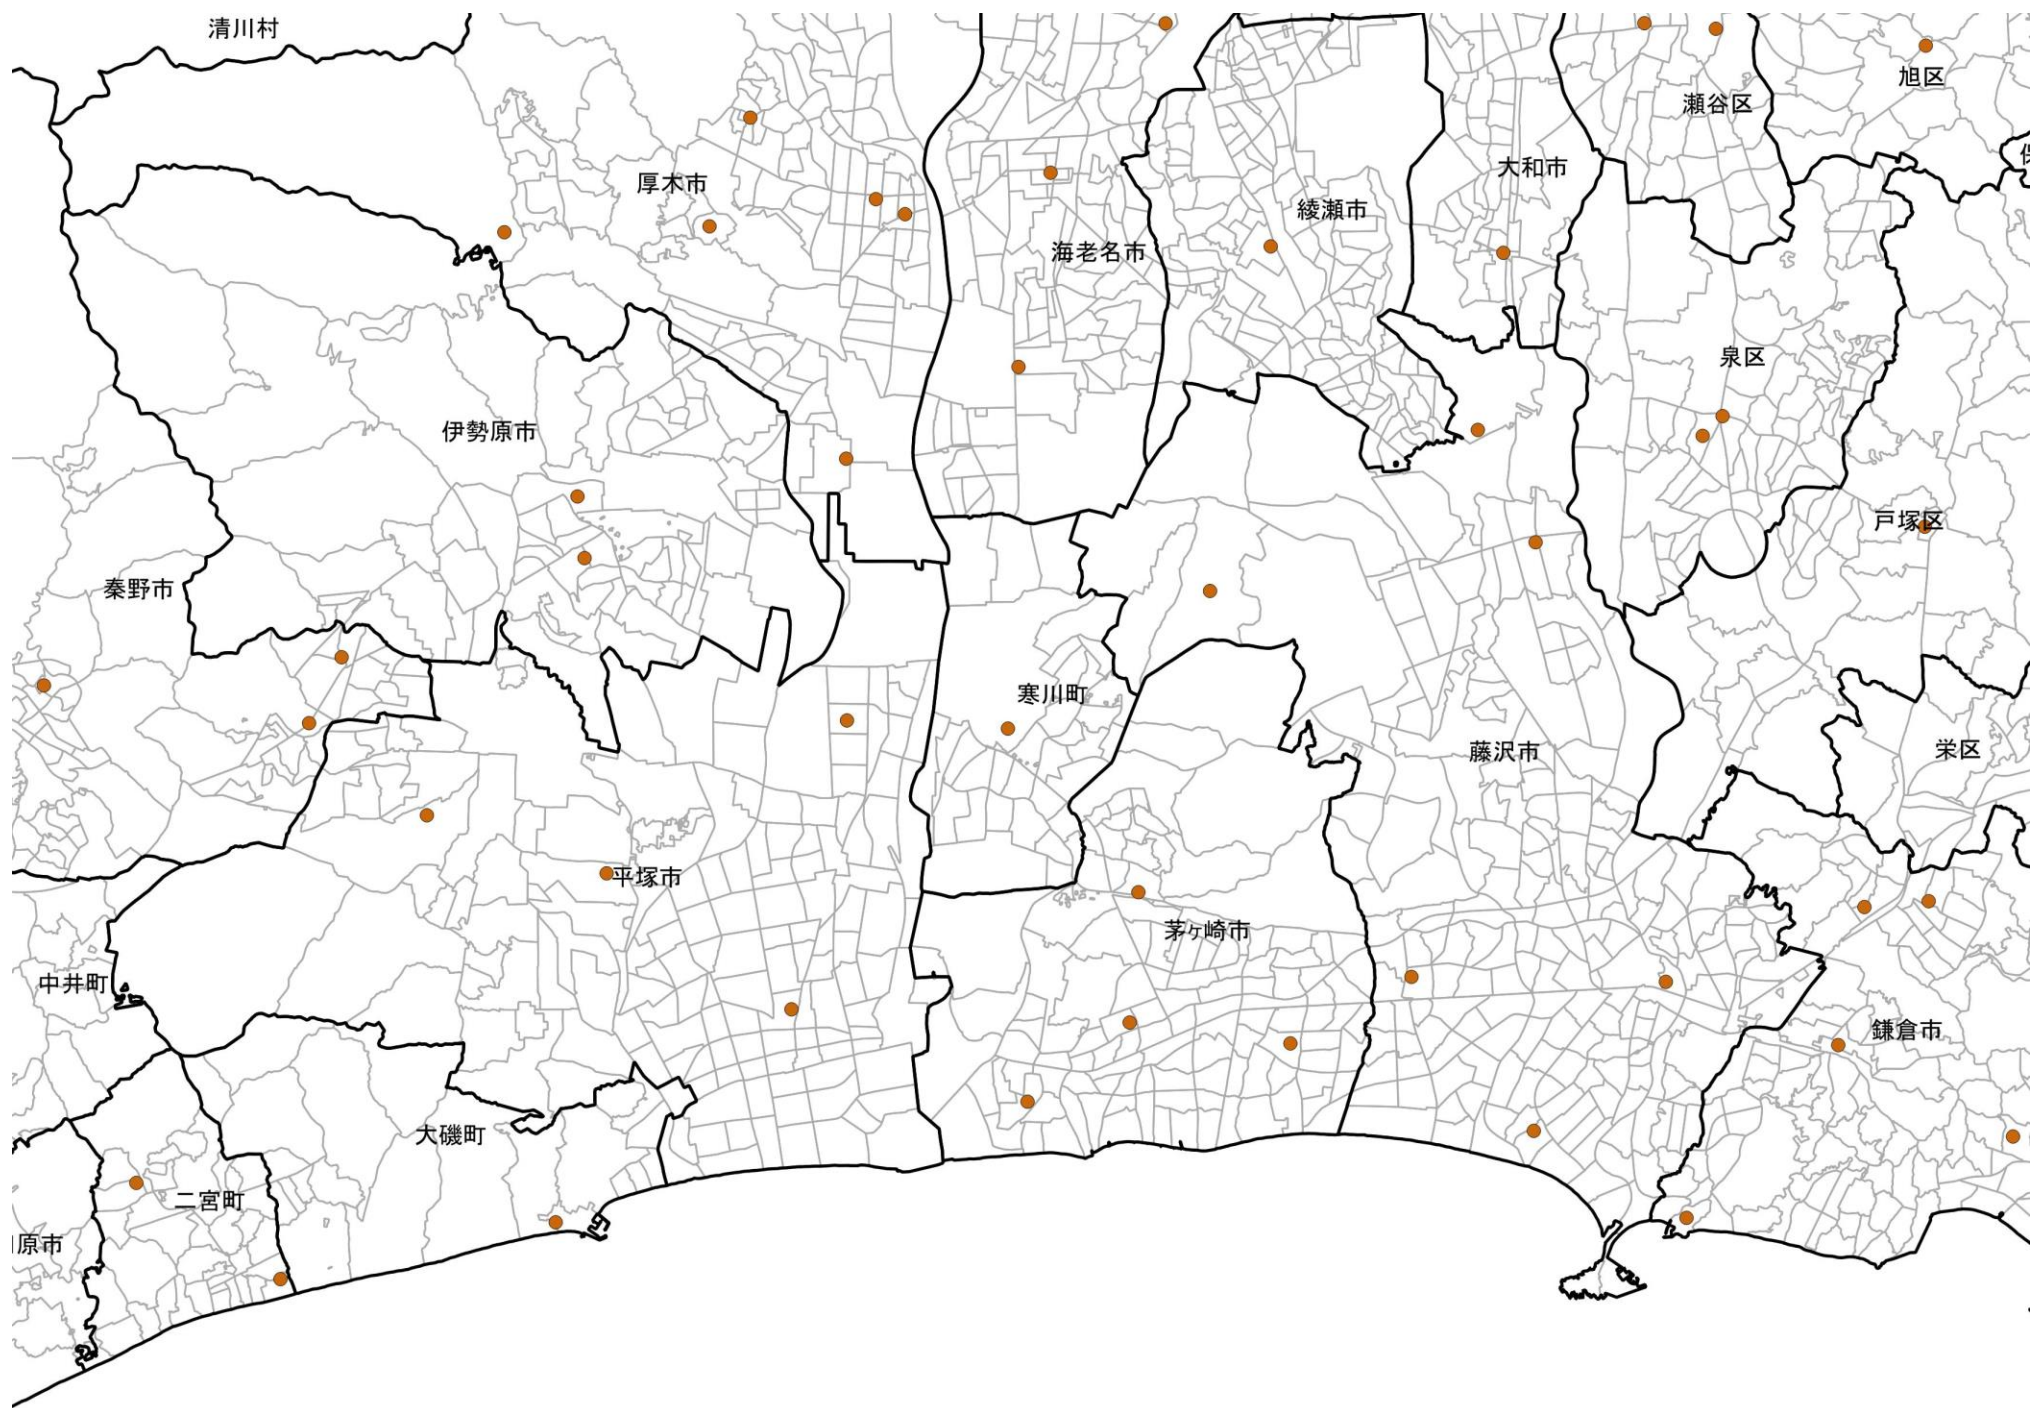 清川村
旭区
瀬谷区
大和市
厚木市
綾瀬市
海老名市
泉区
伊勢原市
戸塚区
秦野市
寒川町
藤沢市
栄区
平塚市
茅ヶ崎市
中井町
鎌倉市
大磯町
二宮町
原市